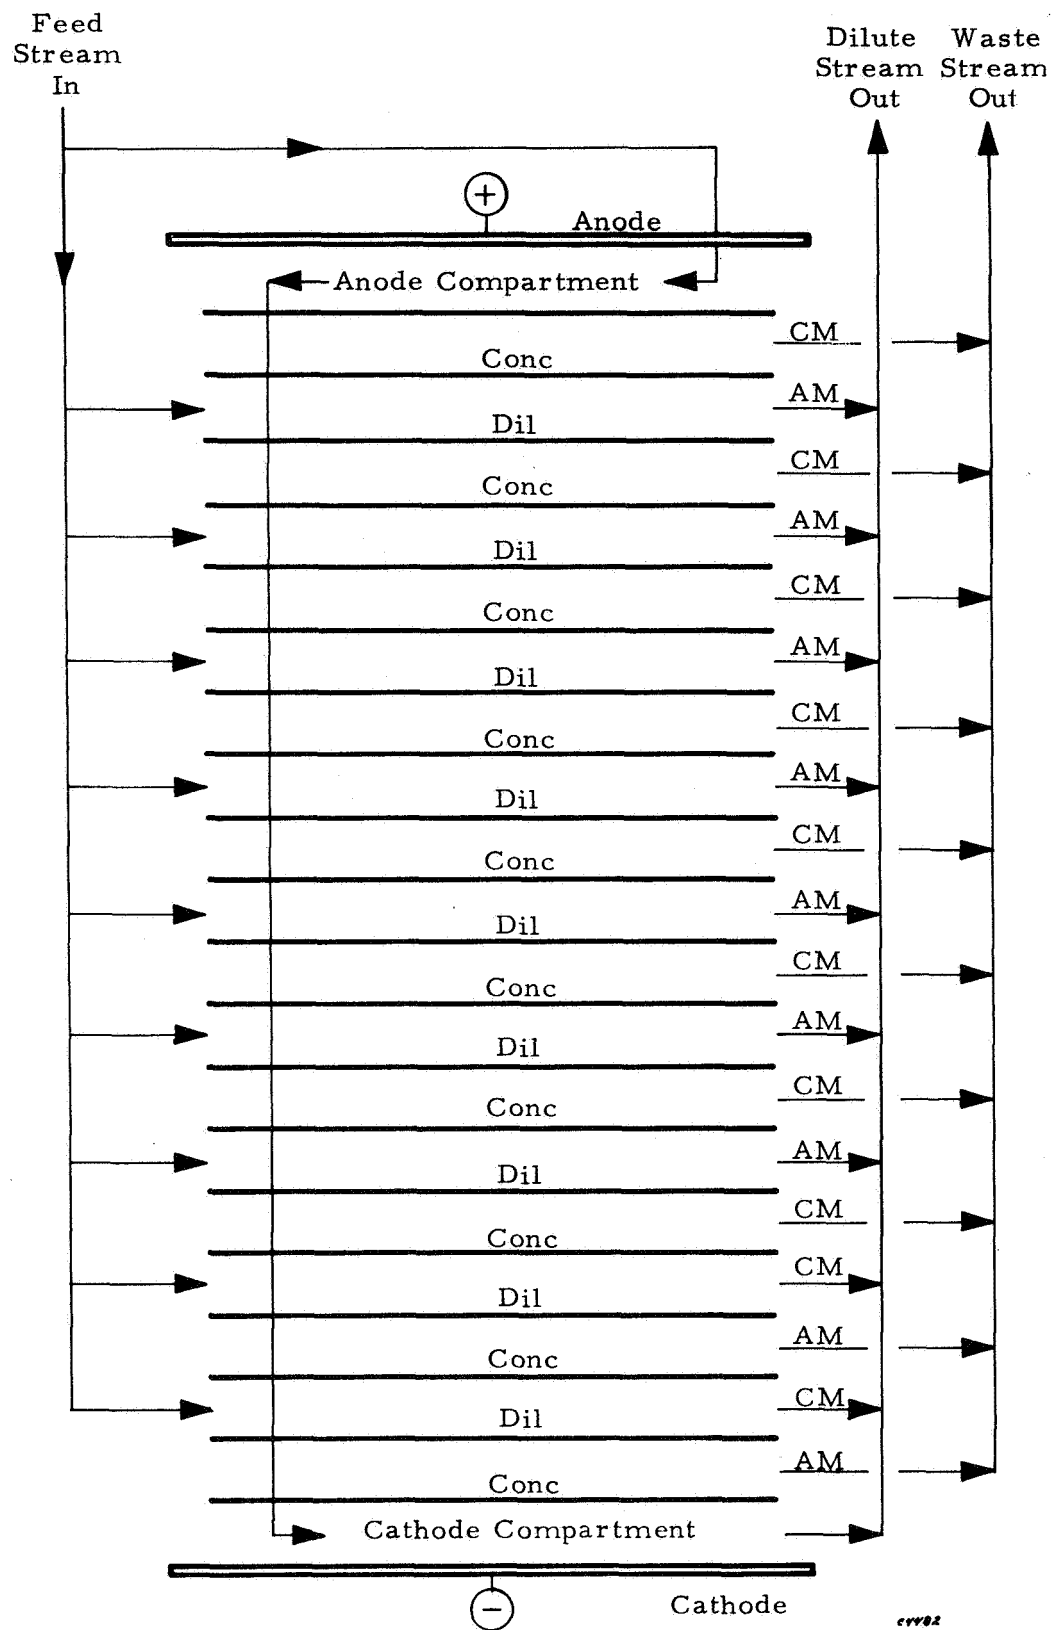 Feed
Stream
In
Dilute
Stream
Out
Waste
Stream
Out
+
Anode
Anode Compartment
CM
Conc
AM
Dil
CM
Conc
AM
Dil
CM
Conc
AM
Dil
CM
Conc
AM
Dil
CM
Conc
AM
Dil
CM
Conc
AM
Dil
CM
Conc
AM
Dil
CM
Conc
CM
Dil
AM
Conc
CM
Dil
AM
Conc
Cathode Compartment
−
Cathode